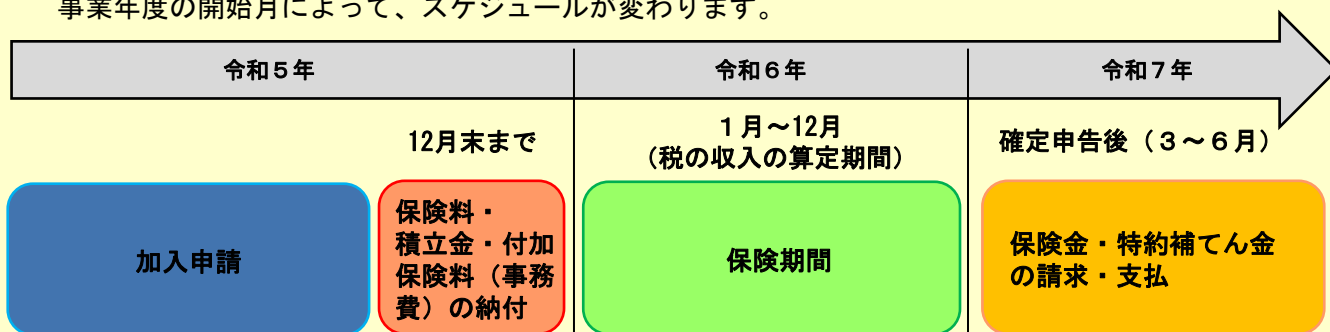 事業年度の開始月によって、スケジュールが変わります。
令和５年
令和６年
令和７年
12月末まで
１月～12月
（税の収入の算定期間）
確定申告後（３～６月）
加入申請
保険料・
積立金・付加
保険料（事務
費）の納付
保険期間
保険金・特約補てん金
の請求・支払